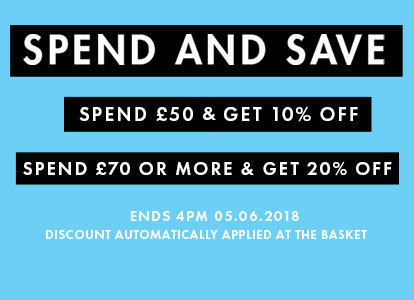 SPEND AND SAVE
SPEND £50 & GET 10% OFF
SPEND £70 OR MORE & GET 20% OFF
ENDS 4PM 05.06.2018
DISCOUNT AUTOMATICALLY APPLIED AT THE BASKET